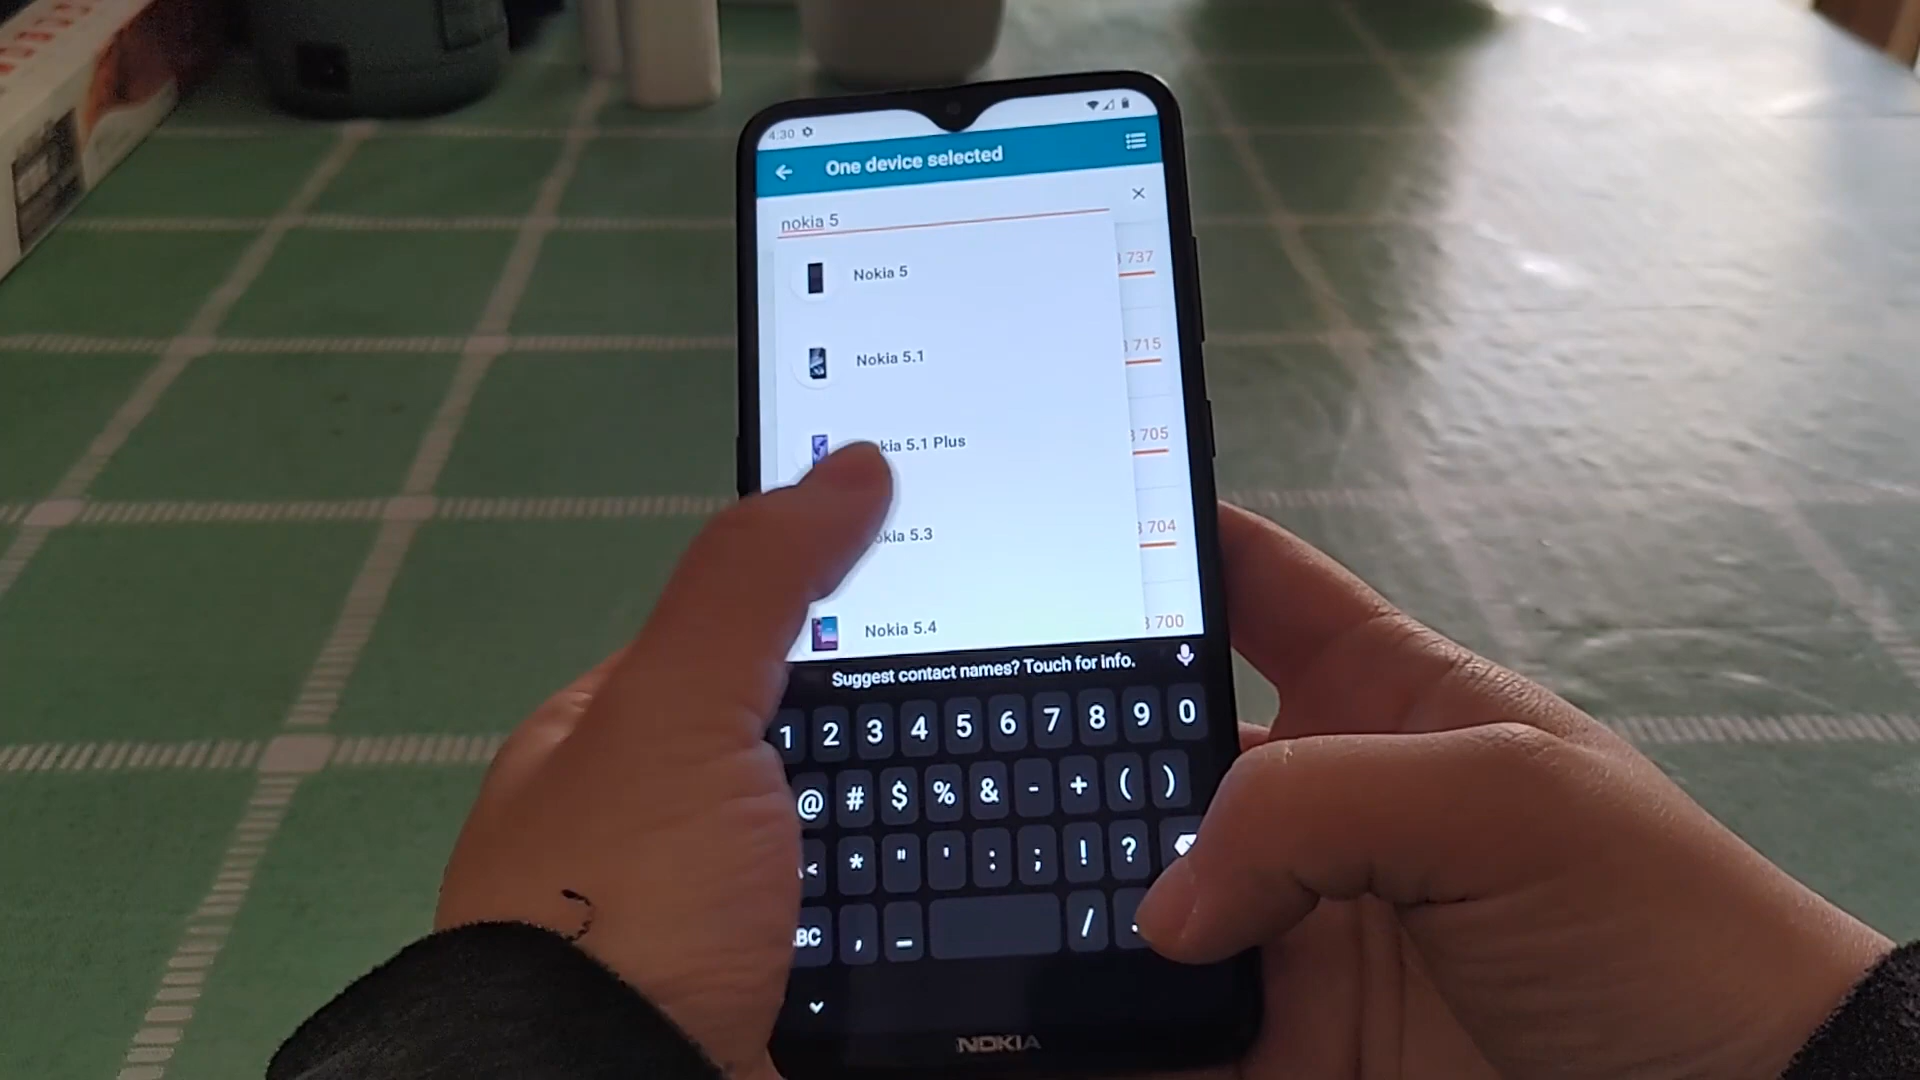 4:30
One device selected
nokia 5
Nokia 5
737
Nokia 5.1
715
kia 5.1 Plus
705
okia 5.3
704
Nokia 5.4
700
Suggest contact names? Touch for info.
1 2 3 4 5 6 7 8 9 0
@ # $ % & - + ( )
< * " ' : ; ! ?
BC , _ / .
NOKIA